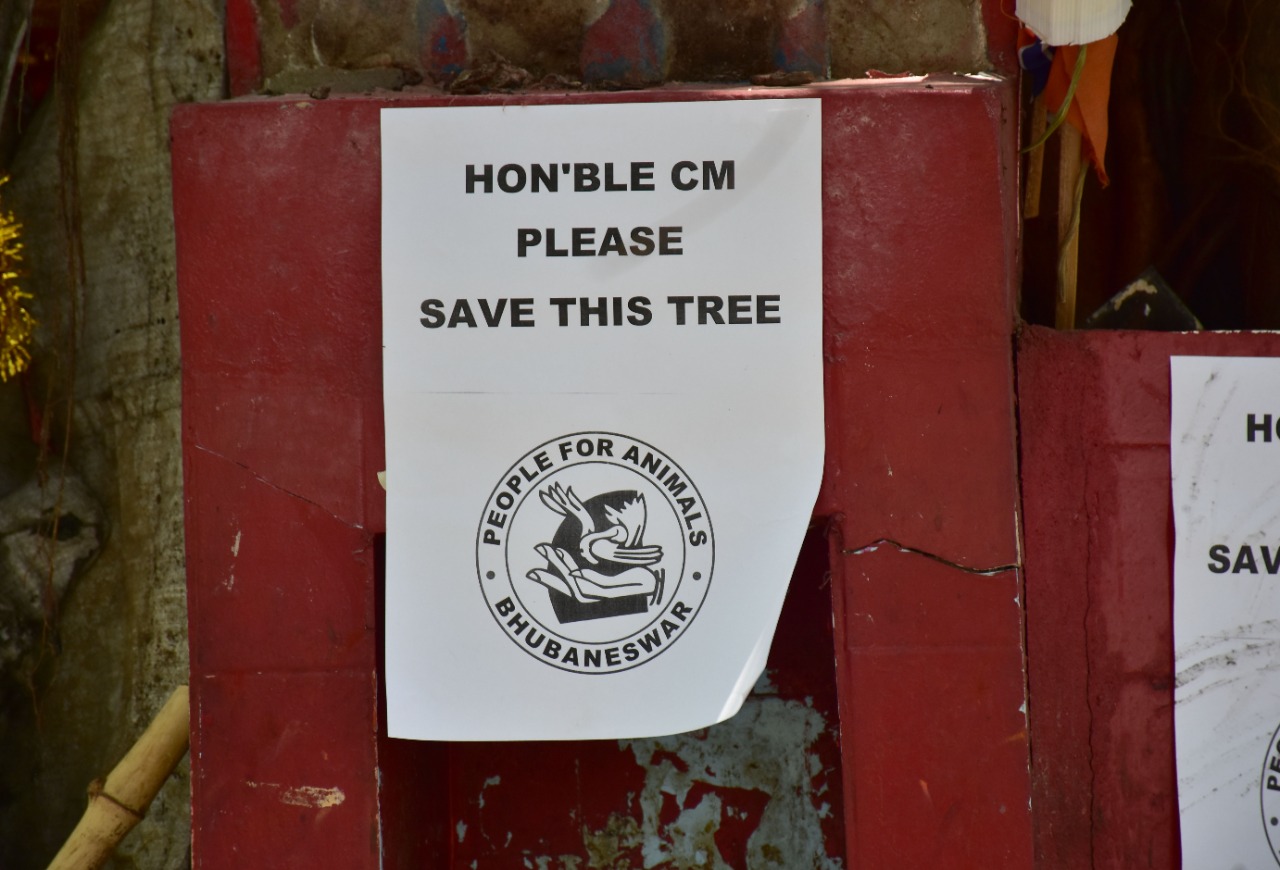 HON'BLE CM
PLEASE
SAVE THIS TREE
PEOPLE FOR ANIMALS
• BHUBANESWAR •